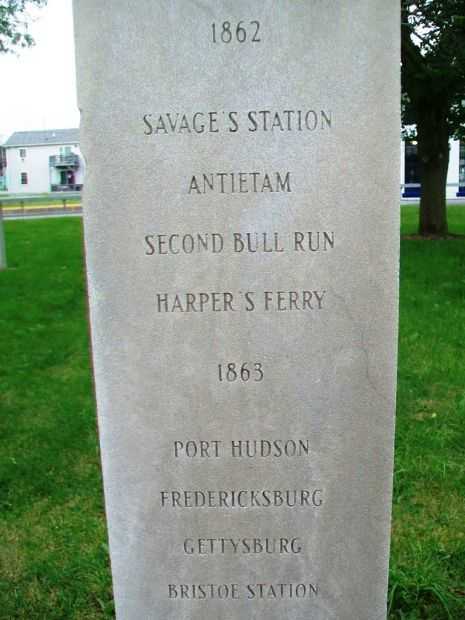 1862
SAVAGE'S STATION
ANTIETAM
SECOND BULL RUN
HARPER'S FERRY
1863
PORT HUDSON
FREDERICKSBURG
GETTYSBURG
BRISTOE STATION